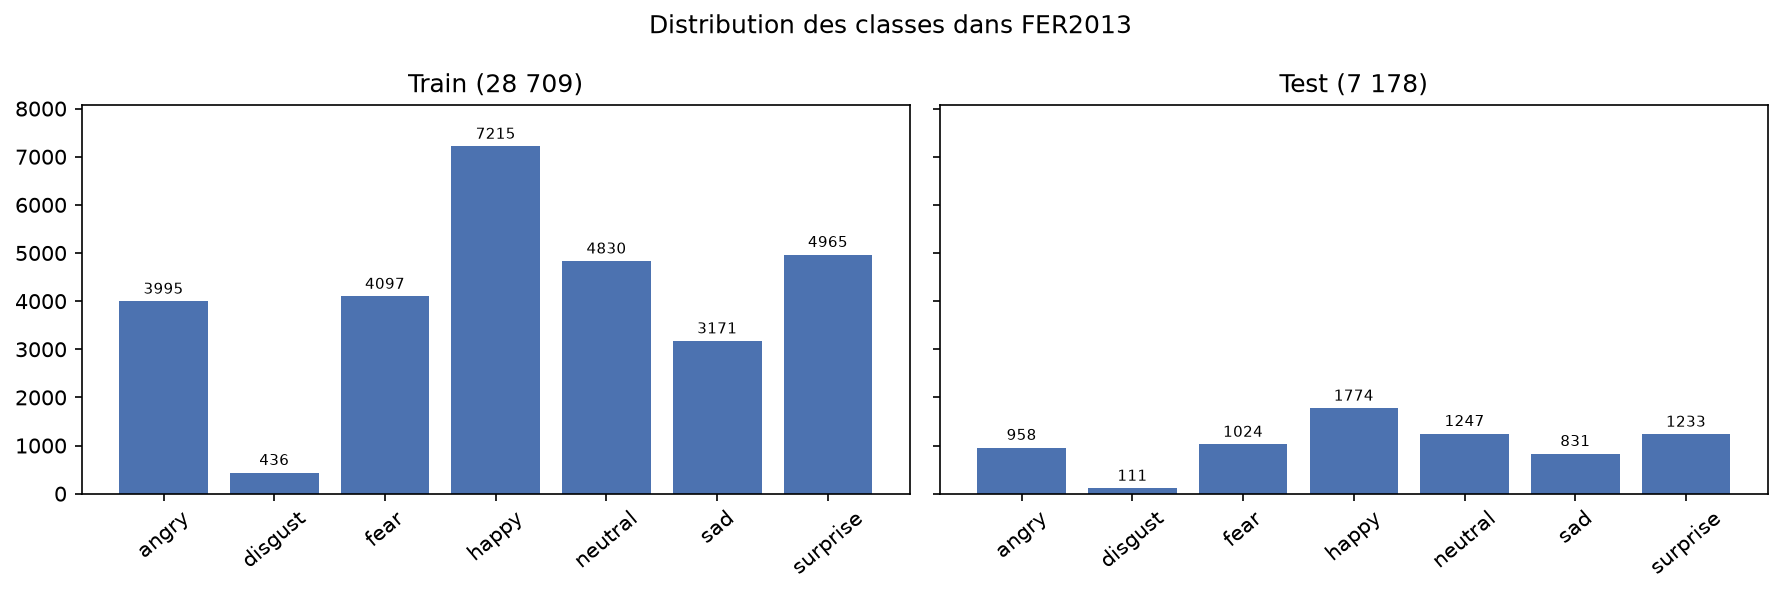 Distribution des classes dans FER2013
Train (28 709)
8000
7000
6000
5000
4000
3000
2000
1000
0
3995
436
4097
7215
4830
3171
4965
angry
disgust
fear
happy
neutral
sad
surprise
Test (7 178)
958
111
1024
1774
1247
831
1233
angry
disgust
fear
happy
neutral
sad
surprise